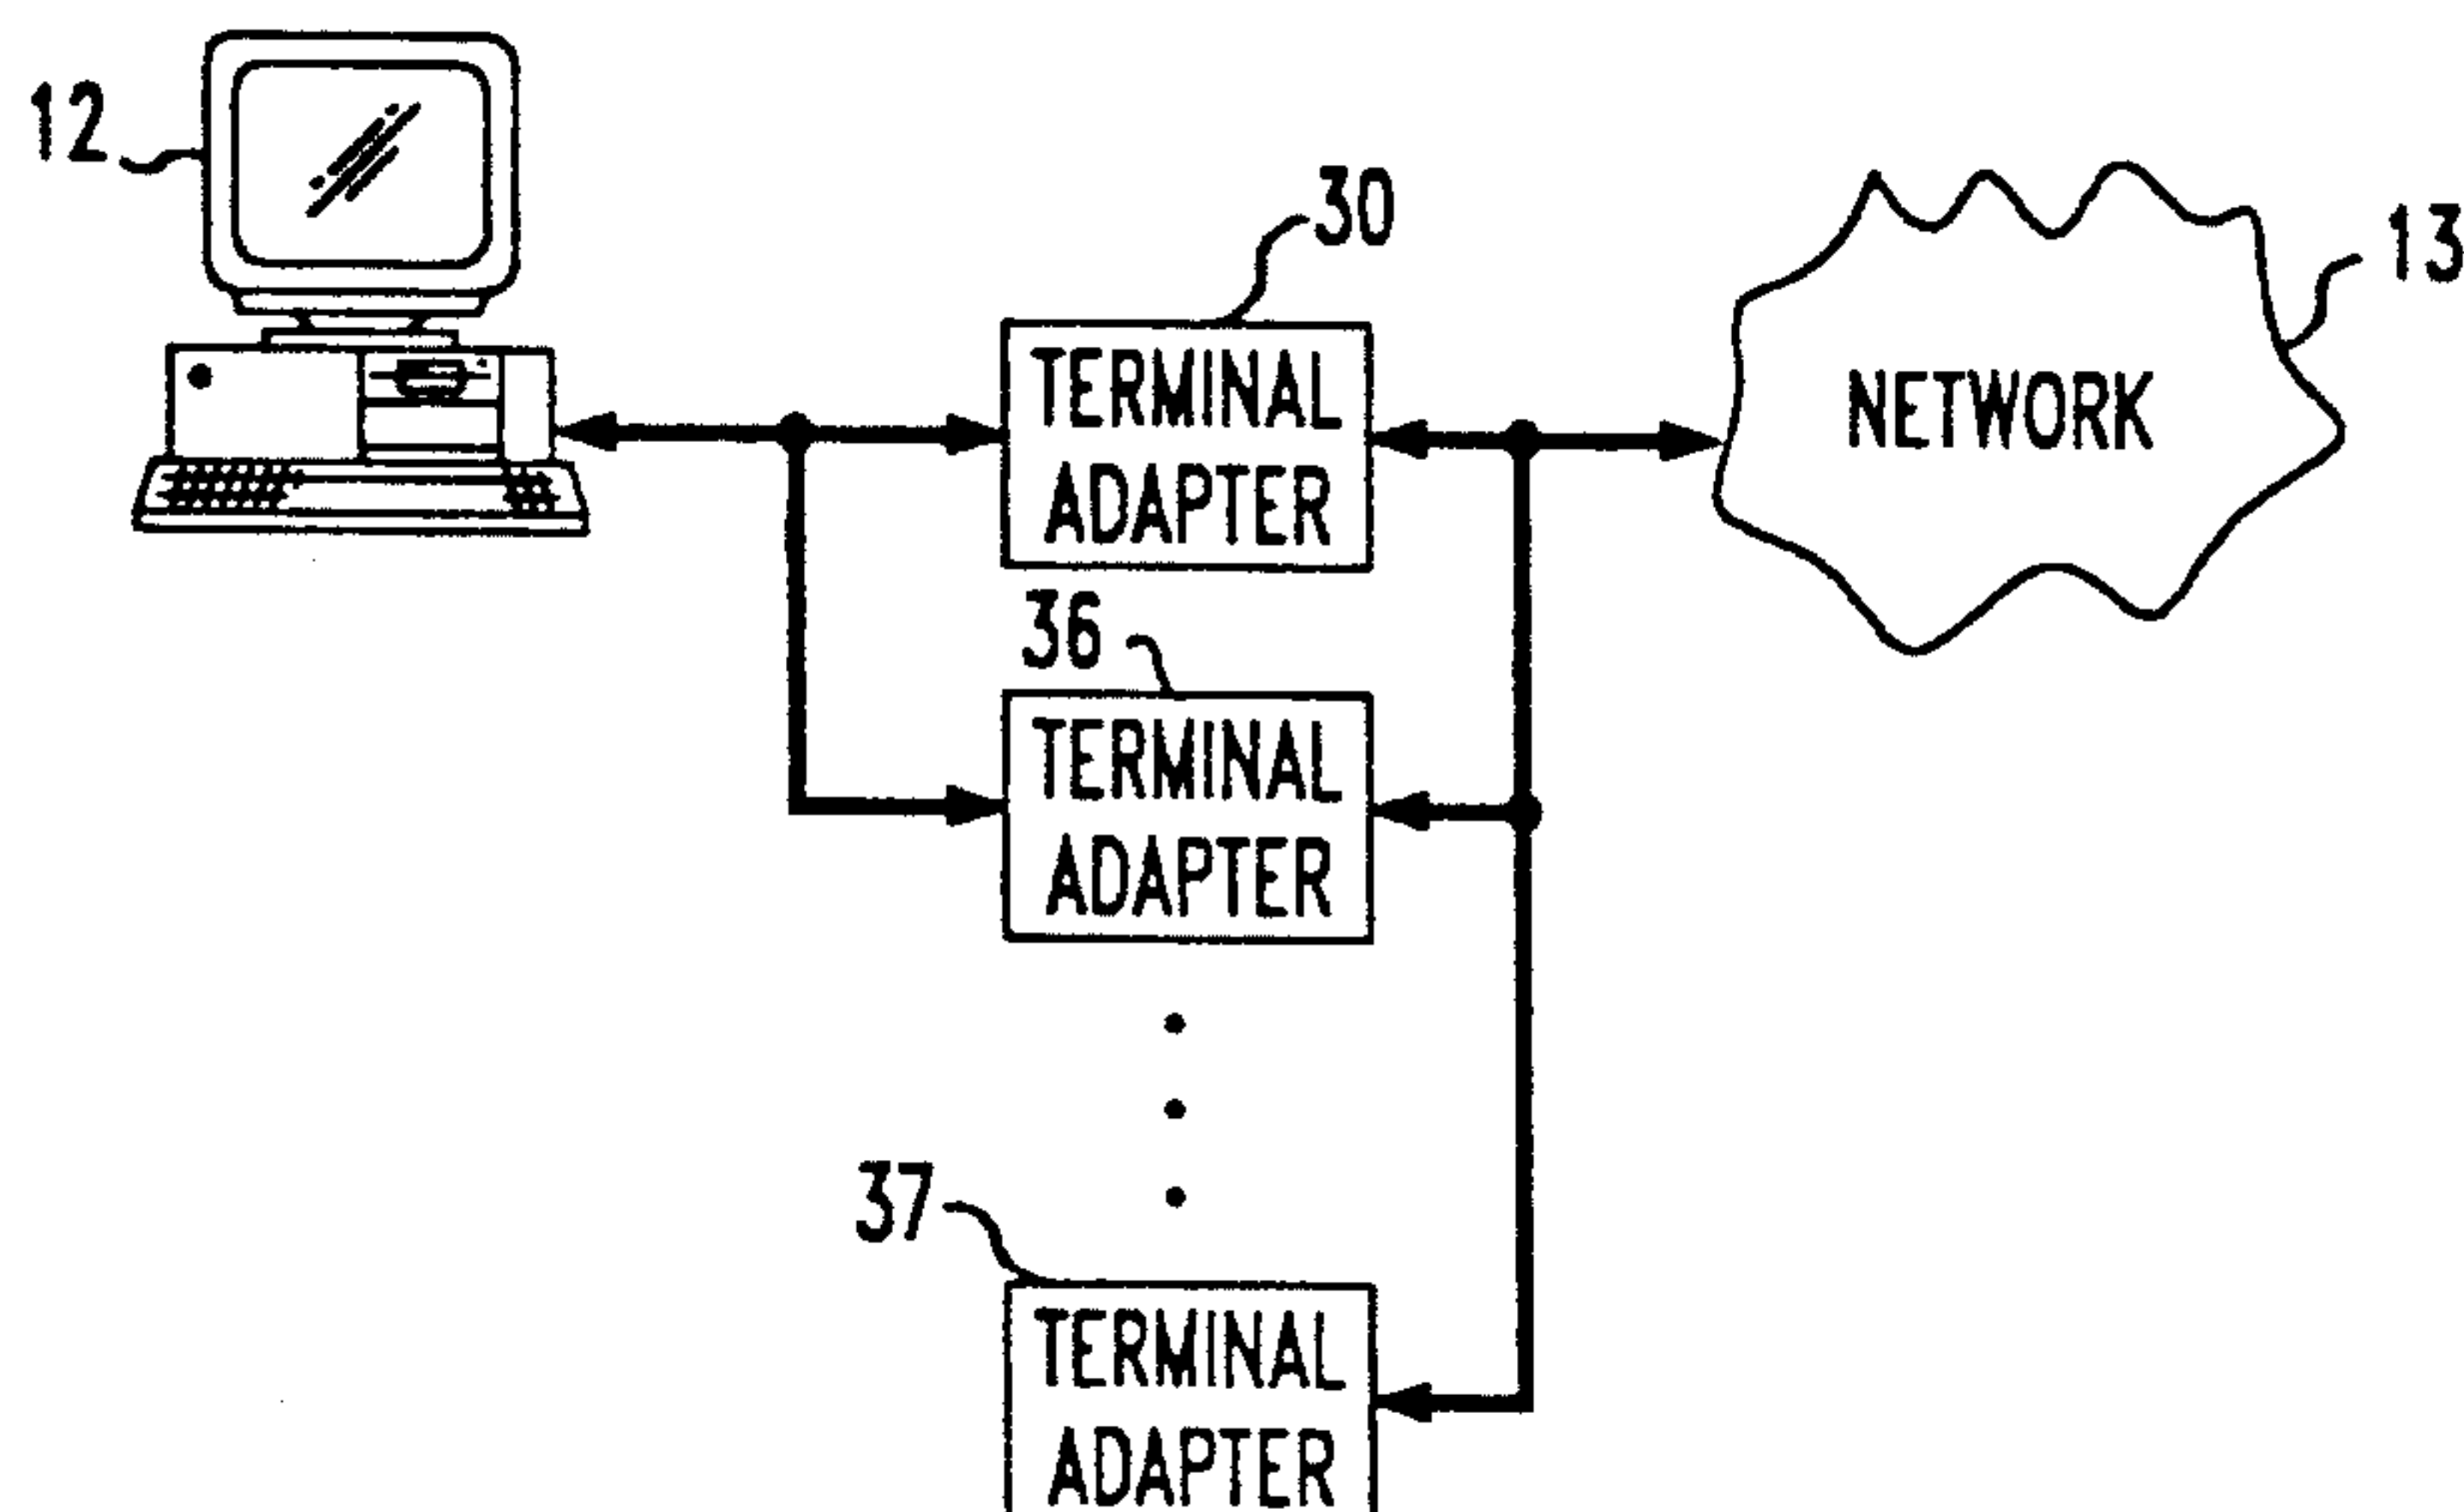 12
30
13
TERMINAL
ADAPTER
NETWORK
36
TERMINAL
ADAPTER
37
TERMINAL
ADAPTER